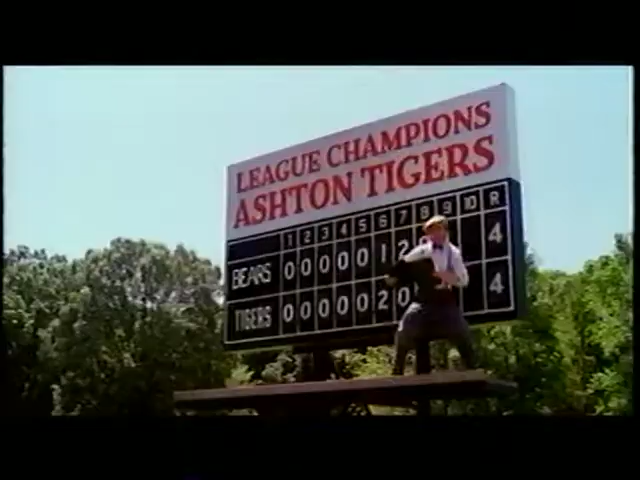 LEAGUE CHAMPIONS
ASHTON TIGERS
1 2 3 4 5 6 7 8 9 10 R
BEARS 0 0 0 0 0 1 2 4
TIGERS 0 0 0 0 0 2 0 4